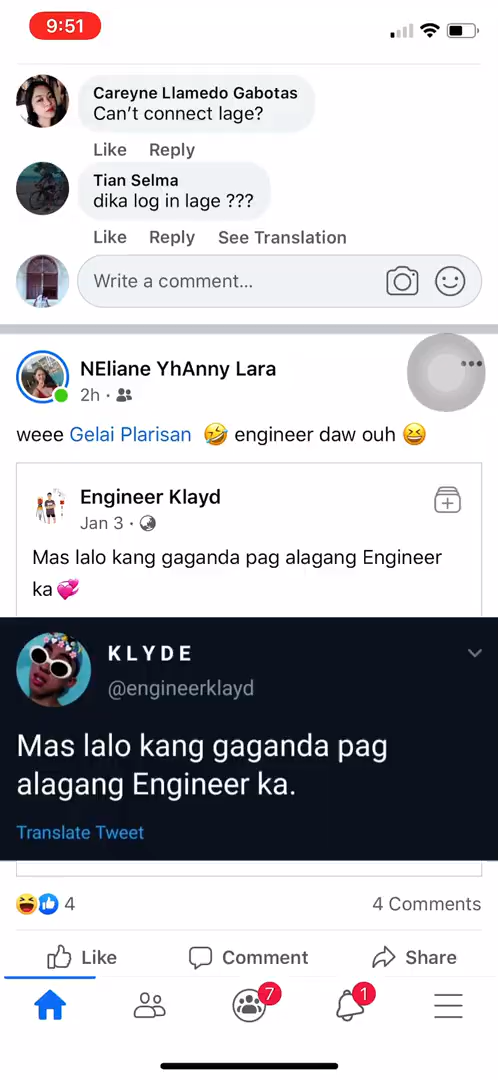 9:51
Careyne Llamedo Gabotas
Can't connect lage?
Like Reply
Tian Selma
dika log in lage ???
Like Reply See Translation
Write a comment...
NEliane YhAnny Lara
2h ·
weee Gelai Plarisan 🤣 engineer daw ouh 😆
Engineer Klayd
Jan 3 ·
Mas lalo kang gaganda pag alagang Engineer
ka 💞
KLYDE
@engineerklayd
Mas lalo kang gaganda pag
alagang Engineer ka.
Translate Tweet
4 4 Comments
Like Comment Share
7 1